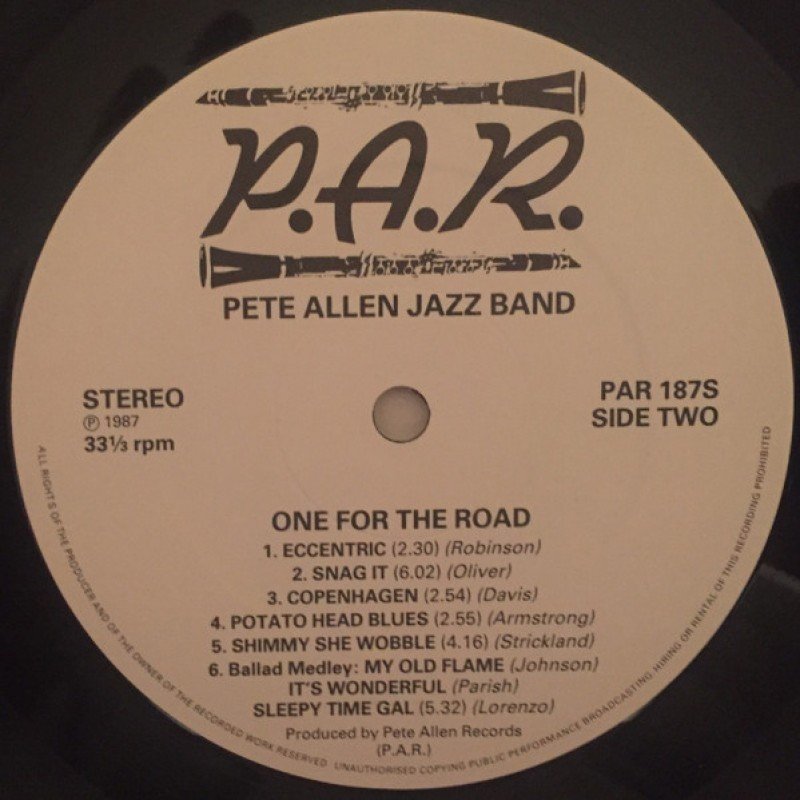 P.A.R.
PETE ALLEN JAZZ BAND
STEREO
℗ 1987
33⅓ rpm
PAR 187S
SIDE TWO
ONE FOR THE ROAD
1. ECCENTRIC (2.30) (Robinson)
2. SNAG IT (6.02) (Oliver)
3. COPENHAGEN (2.54) (Davis)
4. POTATO HEAD BLUES (2.55) (Armstrong)
5. SHIMMY SHE WOBBLE (4.16) (Strickland)
6. Ballad Medley: MY OLD FLAME (Johnson)
IT'S WONDERFUL (Parish)
SLEEPY TIME GAL (5.32) (Lorenzo)
Produced by Pete Allen Records
(P.A.R.)
ALL RIGHTS OF THE PRODUCER AND OF THE OWNER OF THE RECORDED WORK RESERVED UNAUTHORISED COPYING PUBLIC PERFORMANCE BROADCASTING HIRING OR RENTAL OF THIS RECORDING PROHIBITED